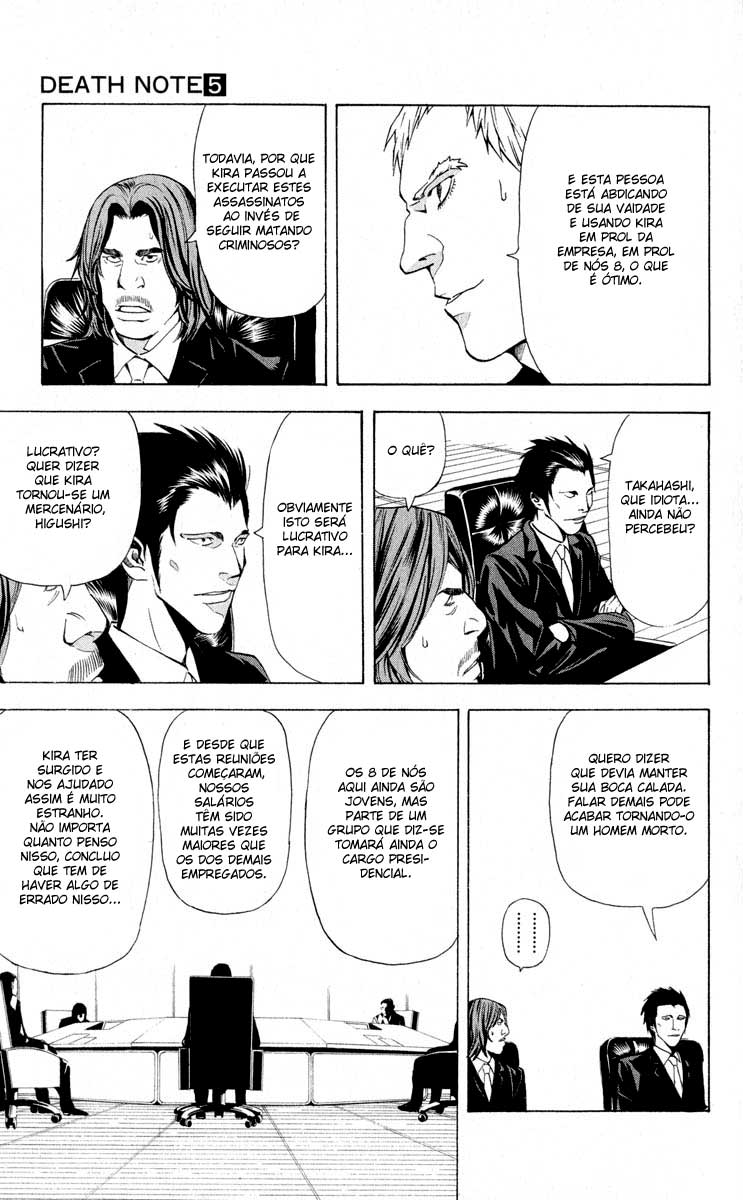 DEATH NOTE 5
E ESTA PESSOA
ESTÁ ABDICANDO
DE SUA VAIDADE
E USANDO KIRA
EM PROL DA
EMPRESA, EM PROL
DE NÓS 8, O QUE
É ÓTIMO.
TODAVIA, POR QUE
KIRA PASSOU A
EXECUTAR ESTES
ASSASSINATOS
AO INVÉS DE
SEGUIR MATANDO
CRIMINOSOS?
TAKAHASHI,
QUE IDIOTA...
AINDA NÃO
PERCEBEU?
O QUÊ?
OBVIAMENTE
ISTO SERÁ
LUCRATIVO
PARA KIRA...
LUCRATIVO?
QUER DIZER
QUE KIRA
TORNOU-SE UM
MERCENÁRIO,
HIGUSHI?
QUERO DIZER
QUE DEVIA MANTER
SUA BOCA CALADA.
FALAR DEMAIS PODE
ACABAR TORNANDO-O
UM HOMEM MORTO.
......
OS 8 DE NÓS
AQUI AINDA SÃO
JOVENS, MAS
PARTE DE UM
GRUPO QUE DIZ-SE
TOMARÁ AINDA O
CARGO PRESI-
DENCIAL.
E DESDE QUE
ESTAS REUNIÕES
COMEÇARAM,
NOSSOS
SALÁRIOS
TÊM SIDO
MUITAS VEZES
MAIORES QUE
OS DOS DEMAIS
EMPREGADOS.
KIRA TER
SURGIDO E
NOS AJUDADO
ASSIM É MUITO
ESTRANHO.
NÃO IMPORTA
QUANTO PENSO
NISSO, CONCLUO
QUE TEM DE
HAVER ALGO DE
ERRADO NISSO...